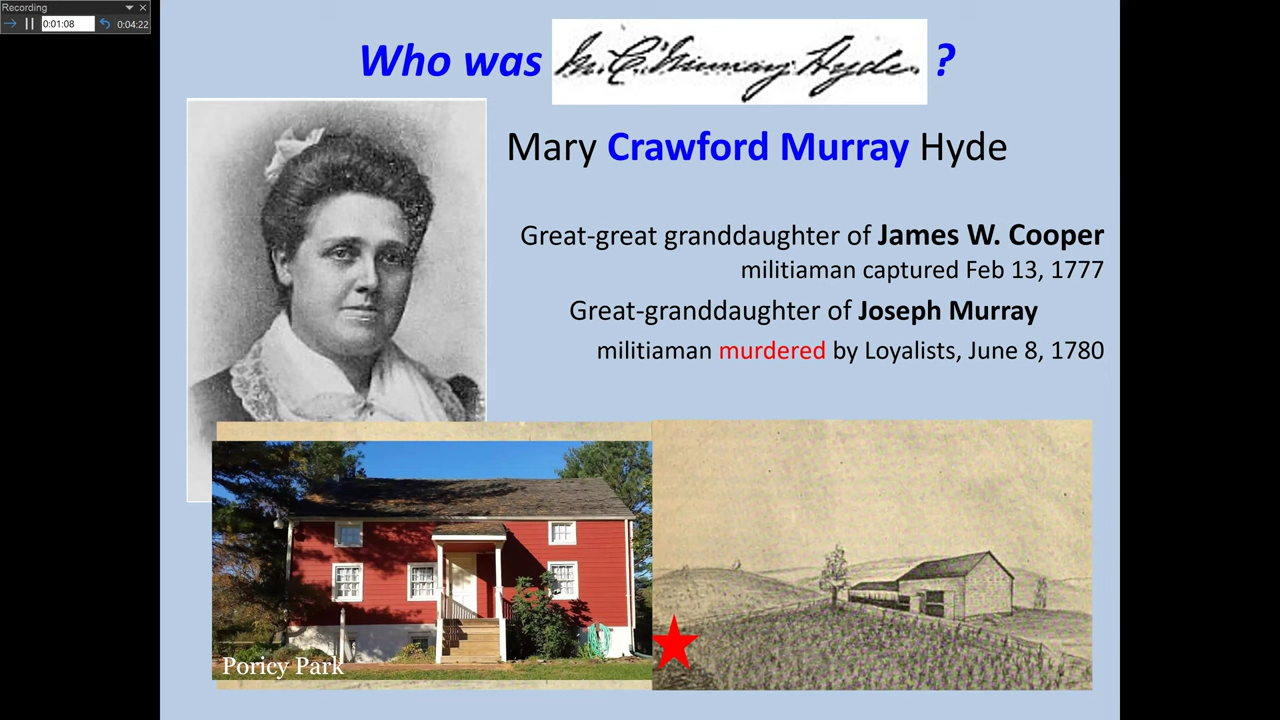 Recording
0:01:08
0:04:22
Who was M. C. Murray Hyde. ?
Mary Crawford Murray Hyde
Great-great granddaughter of James W. Cooper
militiaman captured Feb 13, 1777
Great-granddaughter of Joseph Murray
militiaman murdered by Loyalists, June 8, 1780
Poricy Park